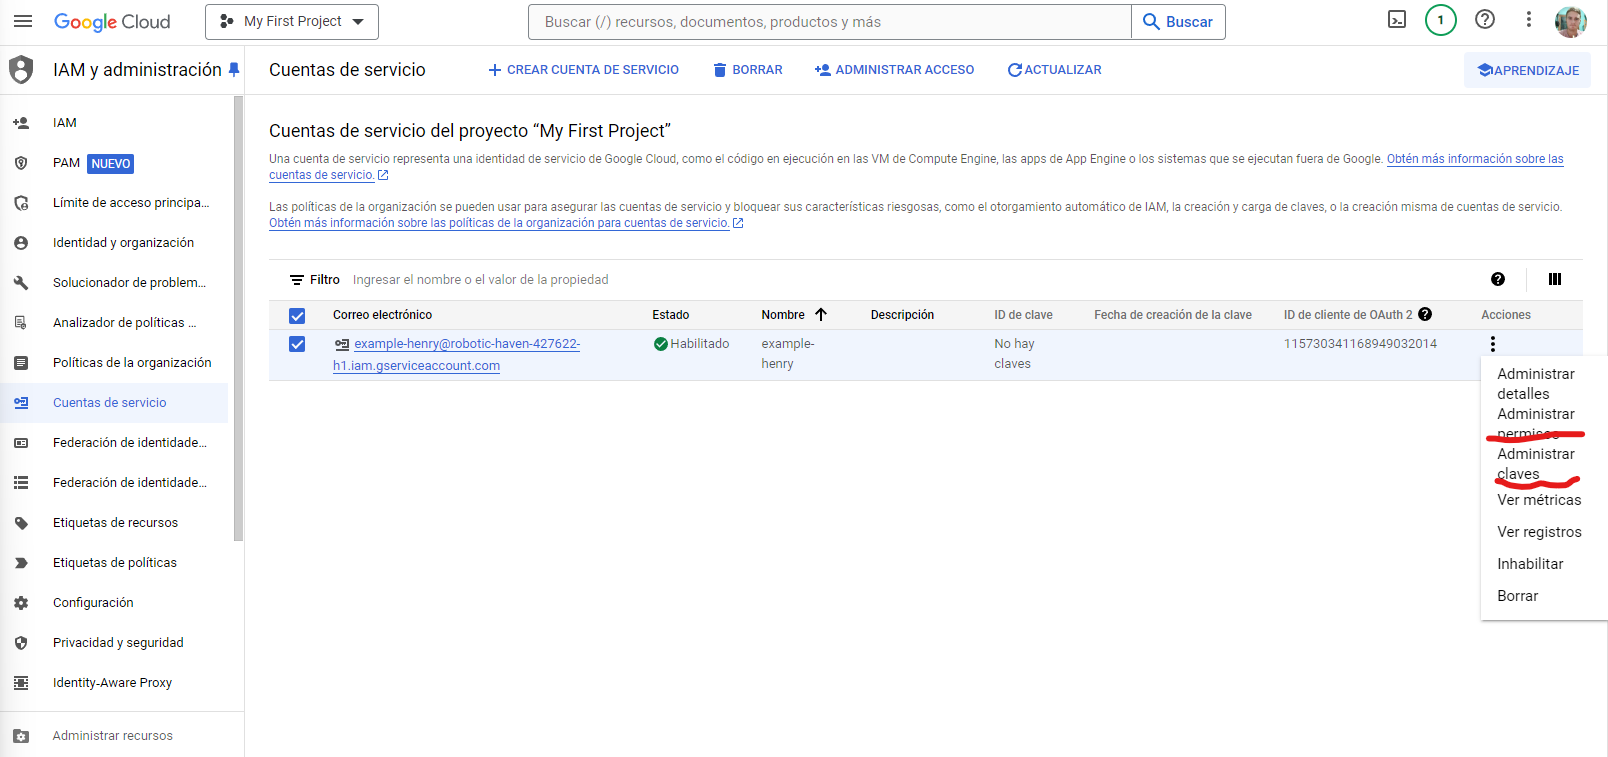 Google Cloud
My First Project
Buscar (/) recursos, documentos, productos y más
Buscar
1
IAM y administración
Cuentas de servicio
CREAR CUENTA DE SERVICIO
BORRAR
ADMINISTRAR ACCESO
ACTUALIZAR
APRENDIZAJE
IAM
PAM NUEVO
Límite de acceso principa...
Identidad y organización
Solucionador de problem...
Analizador de políticas ...
Políticas de la organización
Cuentas de servicio
Federación de identidade...
Federación de identidade...
Etiquetas de recursos
Etiquetas de políticas
Configuración
Privacidad y seguridad
Identity-Aware Proxy
Administrar recursos
Cuentas de servicio del proyecto “My First Project”
Una cuenta de servicio representa una identidad de servicio de Google Cloud, como el código en ejecución en las VM de Compute Engine, las apps de App Engine o los sistemas que se ejecutan fuera de Google. Obtén más información sobre las
cuentas de servicio.
Las políticas de la organización se pueden usar para asegurar las cuentas de servicio y bloquear sus características riesgosas, como el otorgamiento automático de IAM, la creación y carga de claves, o la creación misma de cuentas de servicio.
Obtén más información sobre las políticas de la organización para cuentas de servicio.
Filtro Ingresar el nombre o el valor de la propiedad
Correo electrónico Estado Nombre Descripción ID de clave Fecha de creación de la clave ID de cliente de OAuth 2 Acciones
example-henry@robotic-haven-427622- Habilitado example- No hay 115730341168949032014
h1.iam.gserviceaccount.com henry claves
Administrar
detalles
Administrar
permisos
Administrar
claves
Ver métricas
Ver registros
Inhabilitar
Borrar